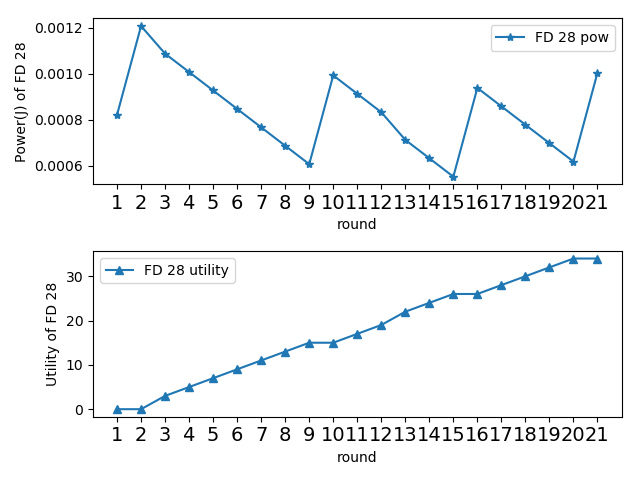 Power(J) of FD 28
0.0012
0.0010
0.0008
0.0006
FD 28 pow
1 2 3 4 5 6 7 8 9 10 11 12 13 14 15 16 17 18 19 20 21
round
Utility of FD 28
30
20
10
0
FD 28 utility
1 2 3 4 5 6 7 8 9 10 11 12 13 14 15 16 17 18 19 20 21
round